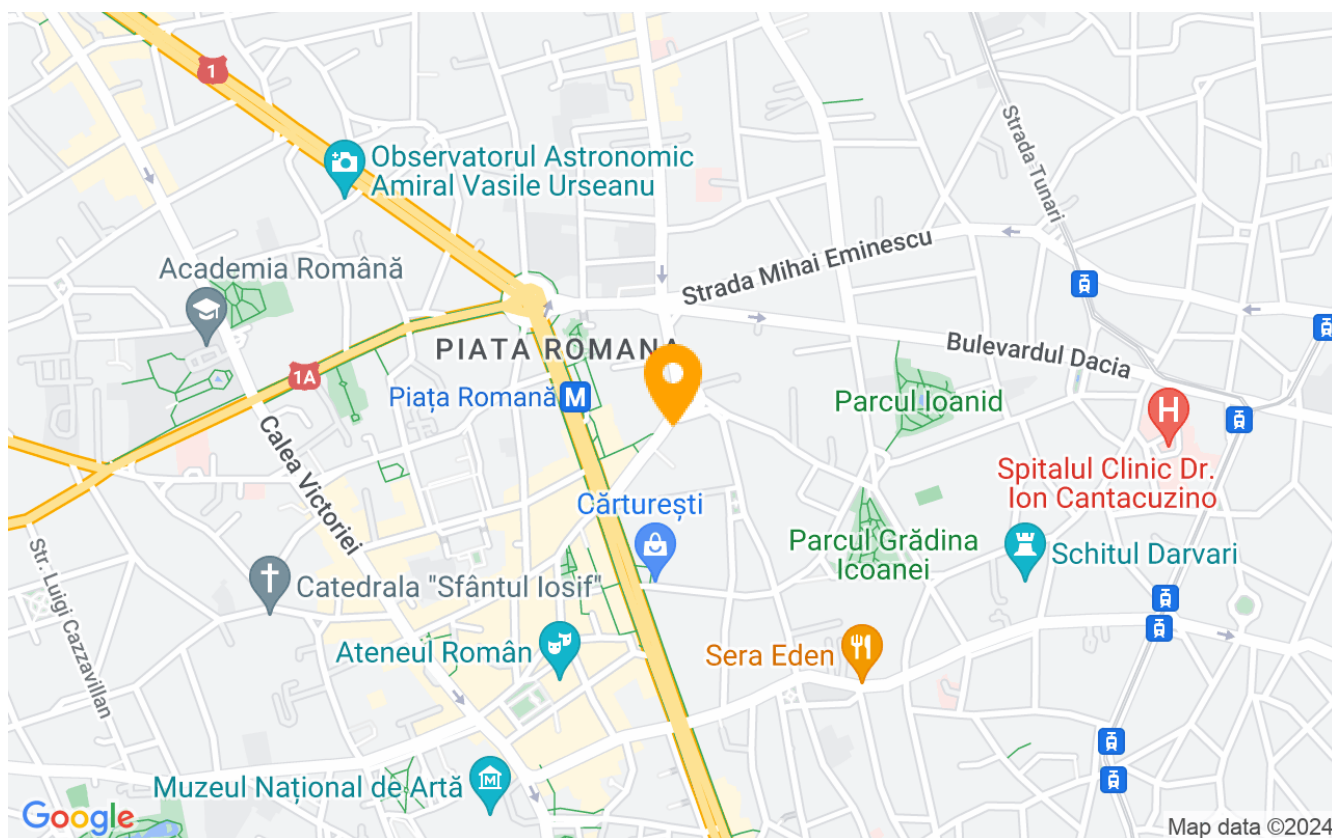 1
Observatorul Astronomic
Amiral Vasile Urseanu
Strada Tunari
Academia Română
Strada Mihai Eminescu
PIATA ROMANA
Bulevardul Dacia
1A
Piața Romană M
Parcul Ioanid
H
Calea Victoriei
Spitalul Clinic Dr.
Ion Cantacuzino
Cărturești
Parcul Grădina
Icoanei
Schitul Darvari
Str. Luigi Cazzavillan
Catedrala "Sfântul Iosif"
Ateneul Român
Sera Eden
Muzeul Național de Artă
M
Google
Map data ©2024